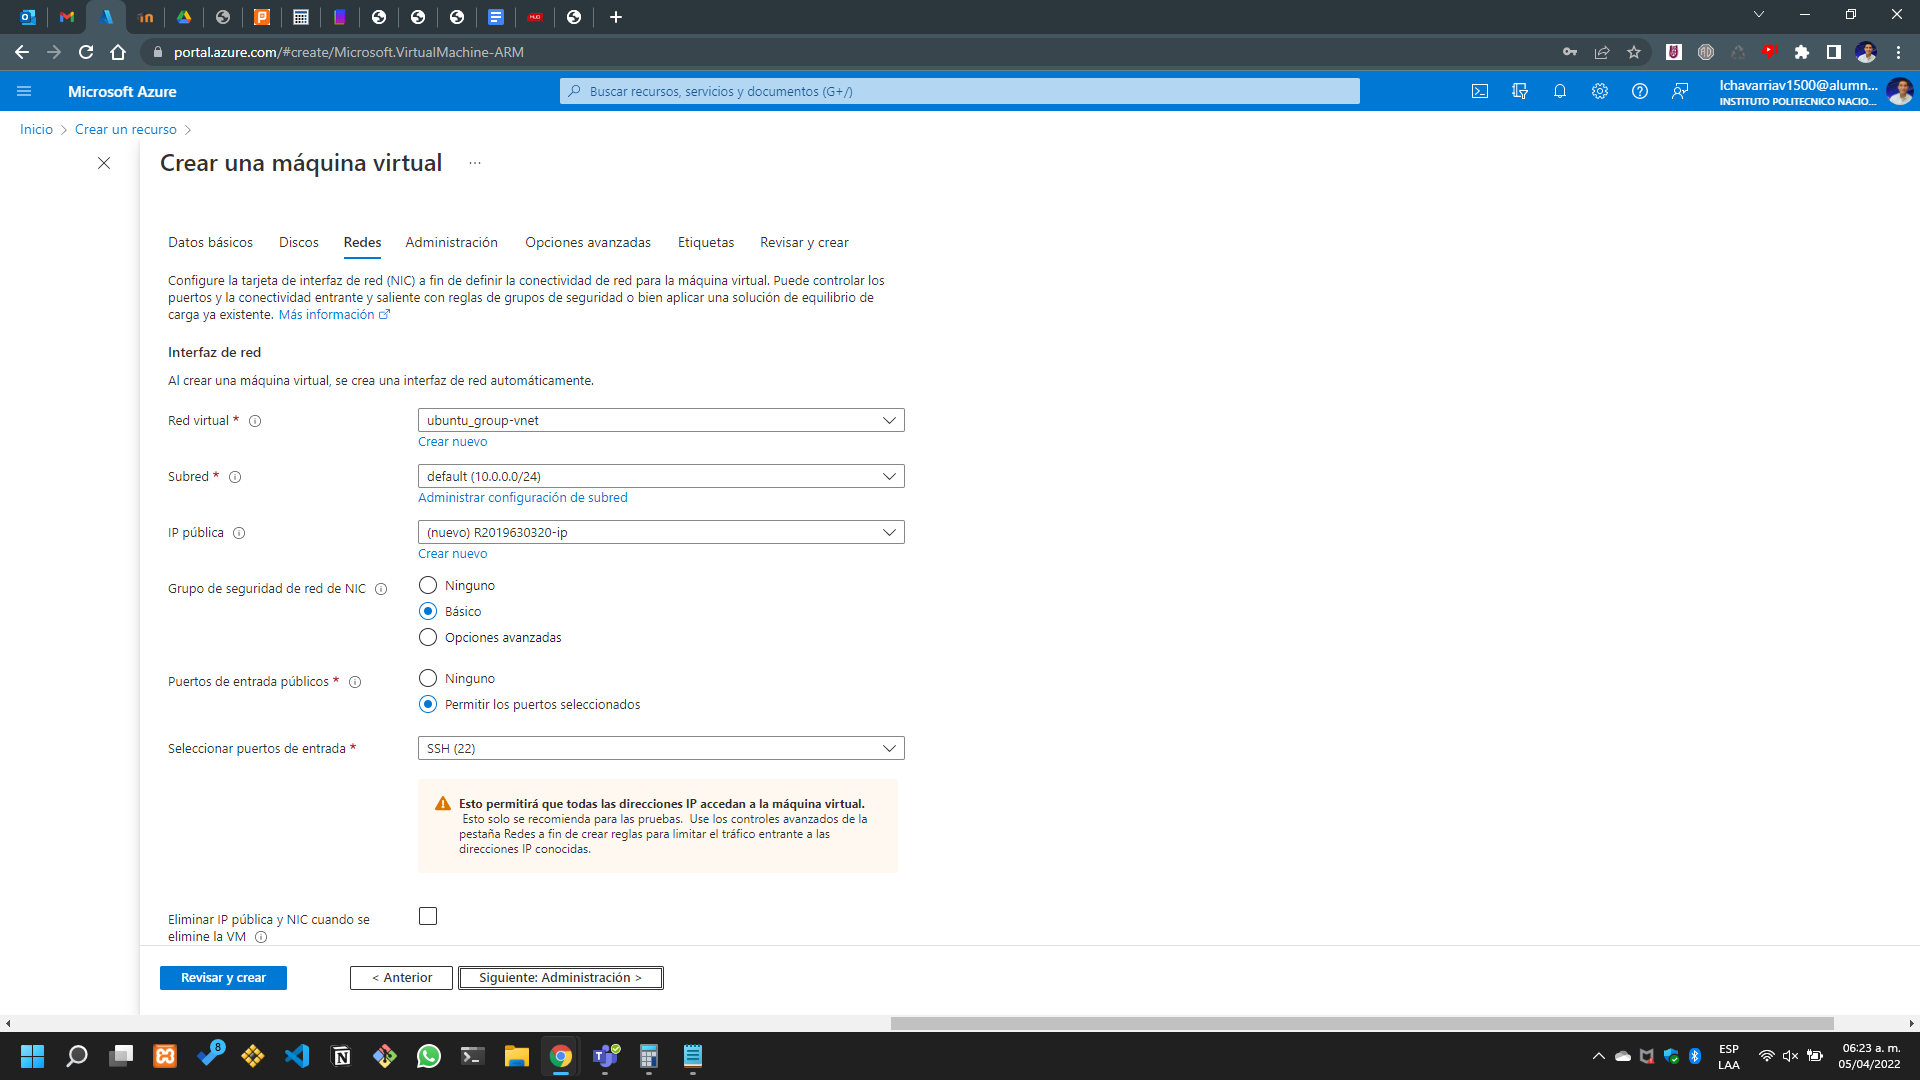 portal.azure.com/#create/Microsoft.VirtualMachine-ARM
Microsoft Azure
Buscar recursos, servicios y documentos (G+/)
lchavarriav1500@alumn...
INSTITUTO POLITECNICO NACIO...
Inicio > Crear un recurso >
Crear una máquina virtual ...
Datos básicos Discos Redes Administración Opciones avanzadas Etiquetas Revisar y crear
Configure la tarjeta de interfaz de red (NIC) a fin de definir la conectividad de red para la máquina virtual. Puede controlar los
puertos y la conectividad entrante y saliente con reglas de grupos de seguridad o bien aplicar una solución de equilibrio de
carga ya existente. Más información
Interfaz de red
Al crear una máquina virtual, se crea una interfaz de red automáticamente.
Red virtual *
ubuntu_group-vnet
Crear nuevo
Subred *
default (10.0.0.0/24)
Administrar configuración de subred
IP pública
(nuevo) R2019630320-ip
Crear nuevo
Grupo de seguridad de red de NIC
Ninguno
Básico
Opciones avanzadas
Puertos de entrada públicos *
Ninguno
Permitir los puertos seleccionados
Seleccionar puertos de entrada *
SSH (22)
Esto permitirá que todas las direcciones IP accedan a la máquina virtual.
Esto solo se recomienda para las pruebas. Use los controles avanzados de la
pestaña Redes a fin de crear reglas para limitar el tráfico entrante a las
direcciones IP conocidas.
Eliminar IP pública y NIC cuando se
elimine la VM
Revisar y crear
< Anterior
Siguiente: Administración >
8
ESP
LAA
06:23 a. m.
05/04/2022